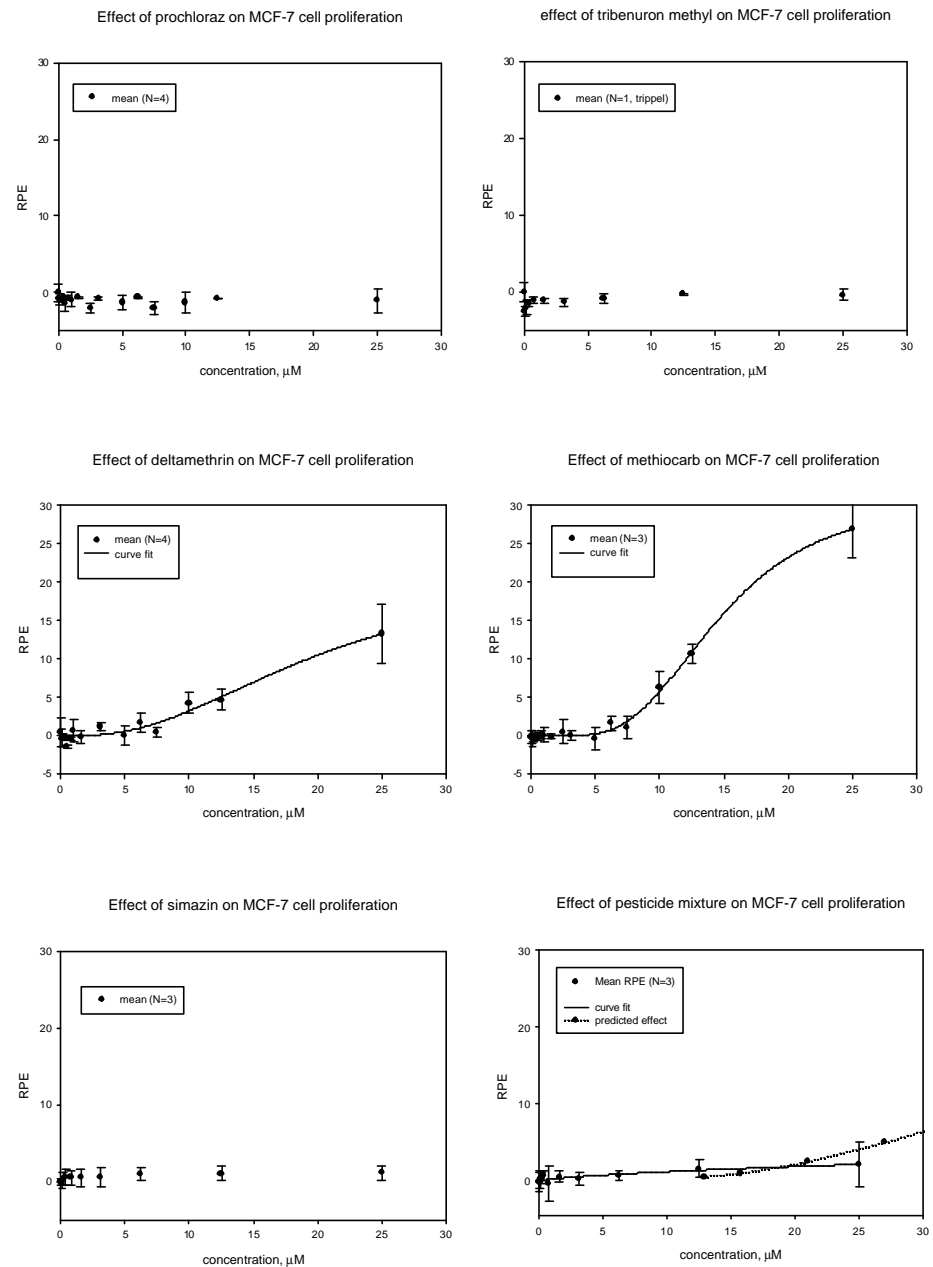 Effect of prochloraz on MCF-7 cell proliferation
30
20
10
0
RPE
mean (N=4)
0 5 10 15 20 25 30
concentration, μM
effect of tribenuron methyl on MCF-7 cell proliferation
30
20
10
0
RPE
mean (N=1, trippel)
0 5 10 15 20 25 30
concentration, μM
Effect of deltamethrin on MCF-7 cell proliferation
30
25
20
15
10
5
0
-5
RPE
mean (N=4)
curve fit
0 5 10 15 20 25 30
concentration, μM
Effect of methiocarb on MCF-7 cell proliferation
30
25
20
15
10
5
0
-5
RPE
mean (N=3)
curve fit
0 5 10 15 20 25 30
concentration, μM
Effect of simazin on MCF-7 cell proliferation
30
20
10
0
RPE
mean (N=3)
0 5 10 15 20 25 30
concentration, μM
Effect of pesticide mixture on MCF-7 cell proliferation
30
20
10
0
RPE
Mean RPE (N=3)
curve fit
predicted effect
0 5 10 15 20 25 30
concentration, μM